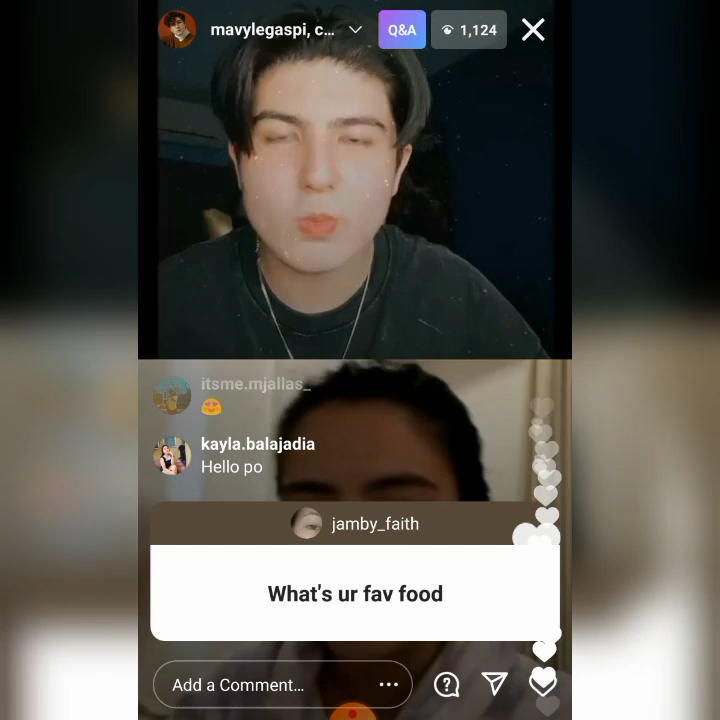 mavylegaspi, c...
Q&A
1,124
itsme.mjallas_
😍
kayla.balajadia
Hello po
jamby_faith
What's ur fav food
Add a Comment...